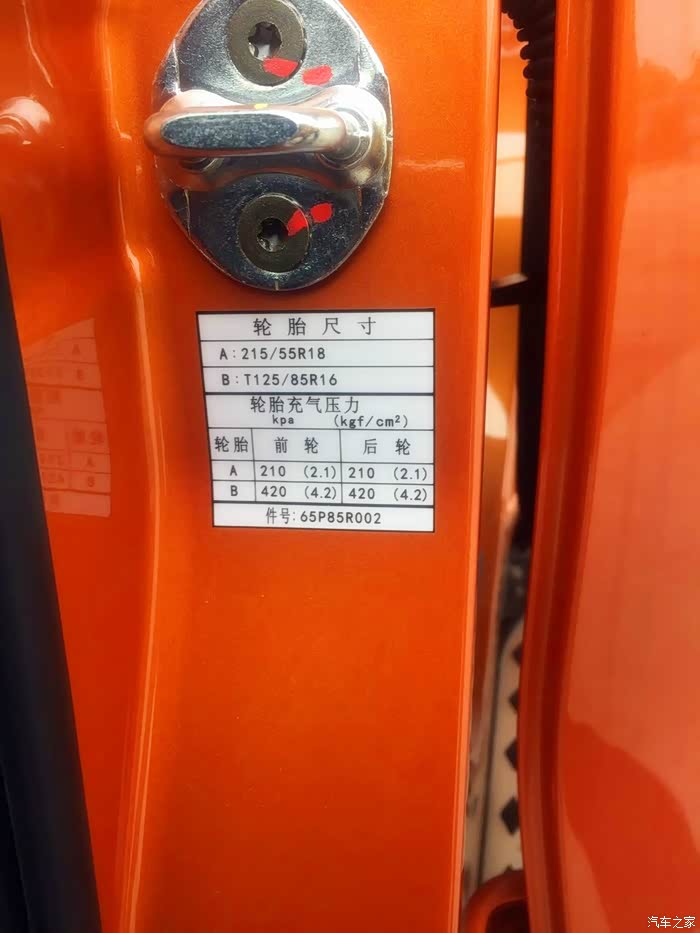 轮胎尺寸
A:215/55R18
B:T125/85R16
轮胎充气压力
kpa (kgf/cm²)
轮胎 前轮 后轮
A 210 (2.1) 210 (2.1)
B 420 (4.2) 420 (4.2)
件号:65P85R002
汽车之家